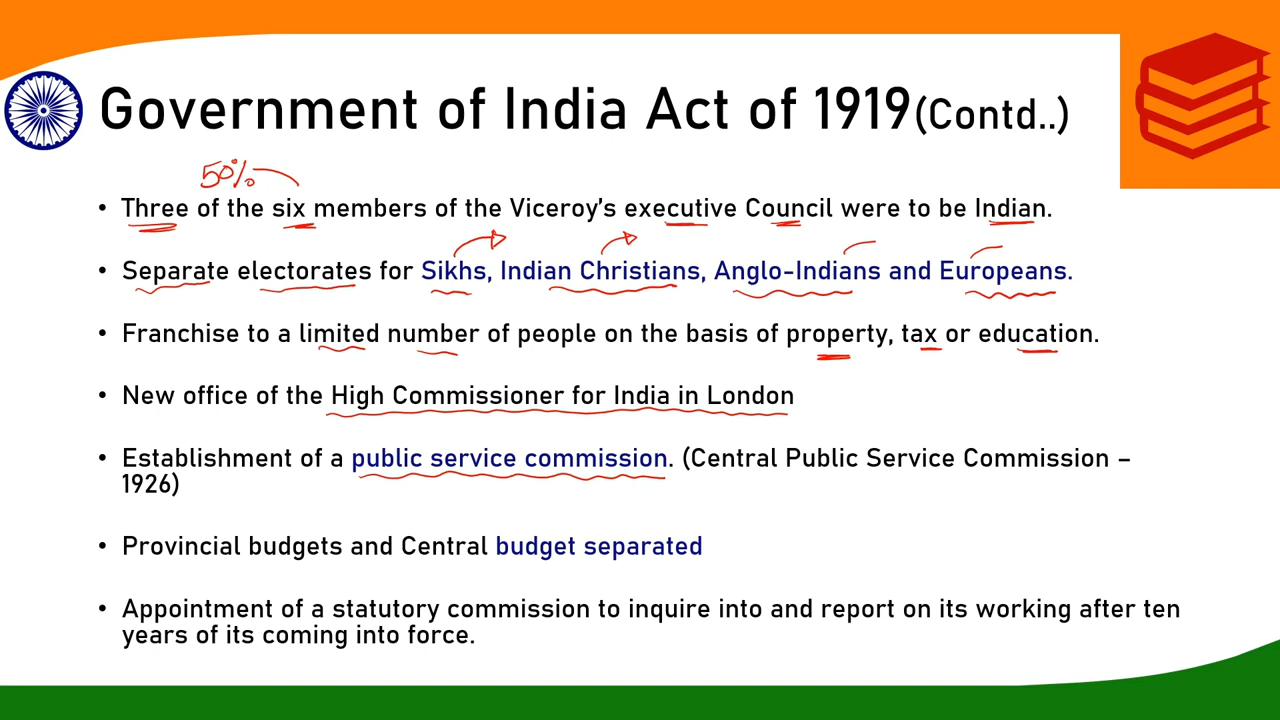 Government of India Act of 1919(Contd..)
50%
• Three of the six members of the Viceroy's executive Council were to be Indian.
• Separate electorates for Sikhs, Indian Christians, Anglo-Indians and Europeans.
• Franchise to a limited number of people on the basis of property, tax or education.
• New office of the High Commissioner for India in London
• Establishment of a public service commission. (Central Public Service Commission –
1926)
• Provincial budgets and Central budget separated
• Appointment of a statutory commission to inquire into and report on its working after ten
years of its coming into force.